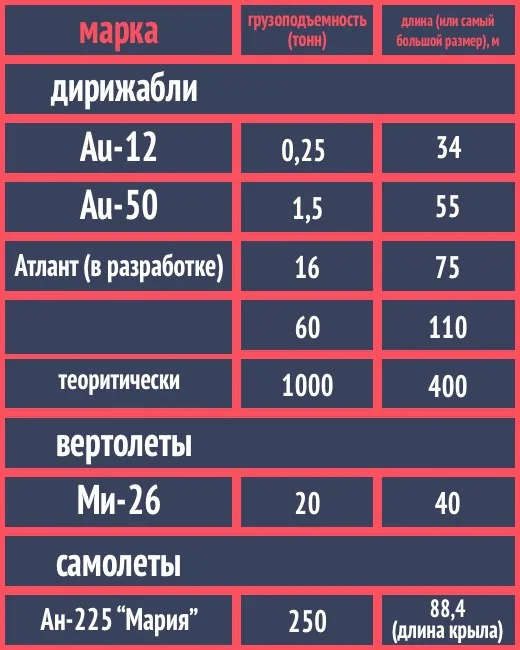 марка
грузоподъемность
(тонн)
длина (или самый
большой размер), м
дирижабли
Au-12
0,25
34
Au-50
1,5
55
Атлант (в разработке)
16
75
60
110
теоритически
1000
400
вертолеты
Ми-26
20
40
самолеты
Ан-225 “Мария”
250
88,4
(длина крыла)